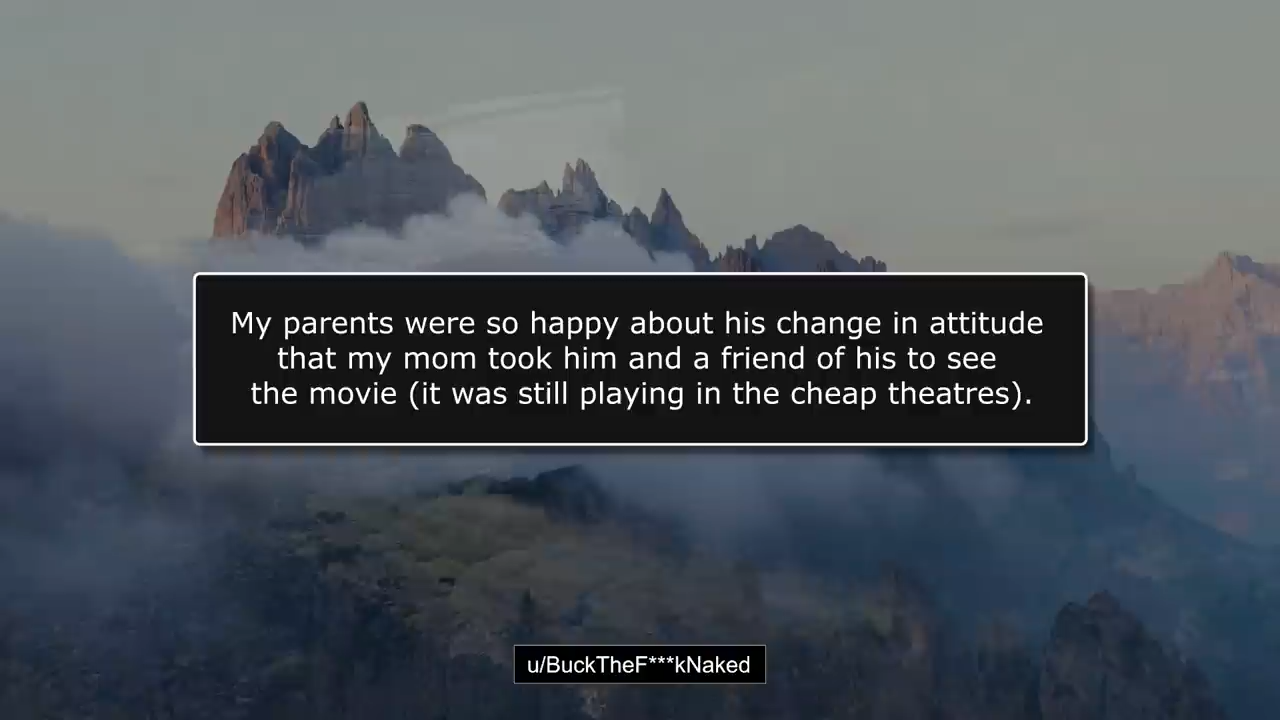 My parents were so happy about his change in attitude
that my mom took him and a friend of his to see
the movie (it was still playing in the cheap theatres).
u/BuckTheF***kNaked